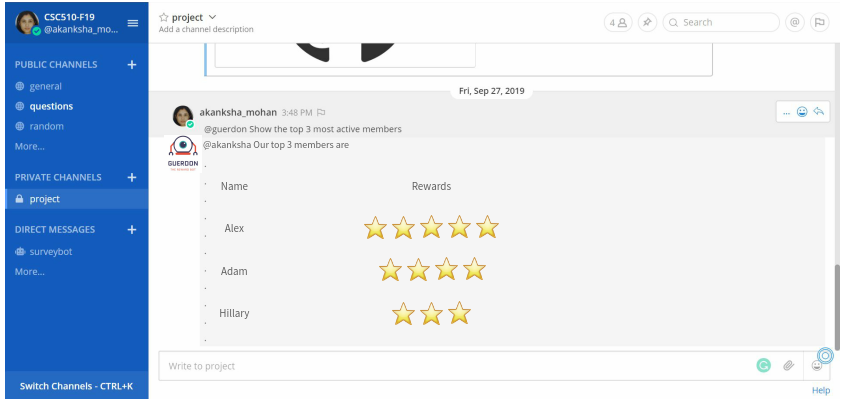 CSC510-F19
@akanksha_mo...
PUBLIC CHANNELS +
general
questions
random
More...
PRIVATE CHANNELS +
project
DIRECT MESSAGES +
surveybot
More...
Switch Channels - CTRL+K
project
Add a channel description
4
Search
@
Fri, Sep 27, 2019
akanksha_mohan 3:48 PM
@guerdon Show the top 3 most active members
GUERDON
@akanksha Our top 3 members are
Name Rewards
Alex
Adam
Hillary
Write to project
Help